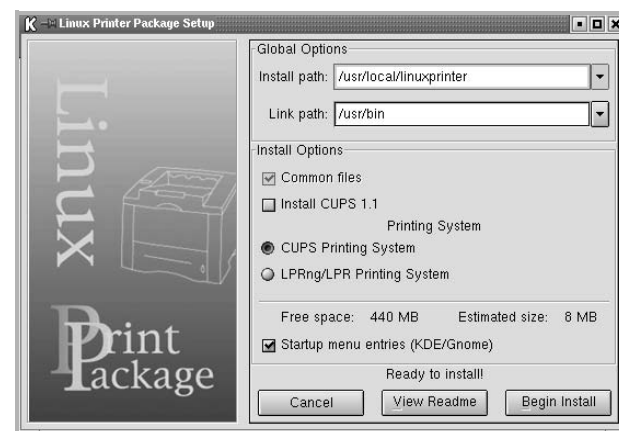 Linux Printer Package Setup
Linux
Print
Package
Global Options
Install path: /usr/local/linuxprinter
Link path: /usr/bin
Install Options
Common files
Install CUPS 1.1
Printing System
CUPS Printing System
LPRng/LPR Printing System
Free space: 440 MB Estimated size: 8 MB
Startup menu entries (KDE/Gnome)
Ready to install!
Cancel View Readme Begin Install